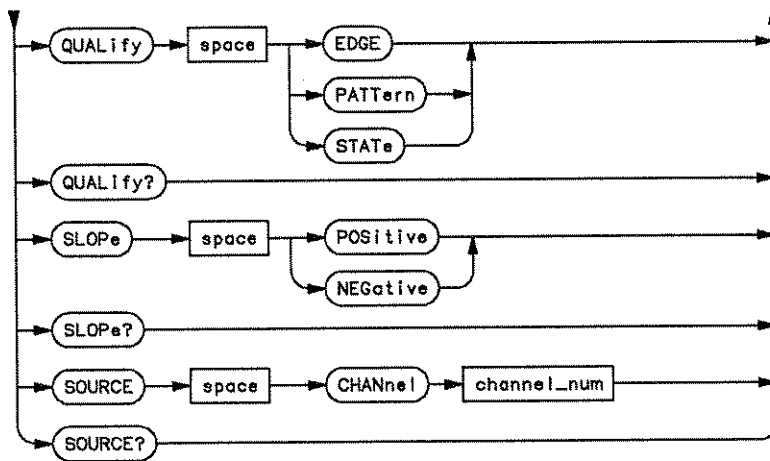 QUALify space EDGE
PATTern
STATe
QUALify?
SLOPe space POSitive
NEGative
SLOPe?
SOURCE space CHANnel channel_num
SOURCE?